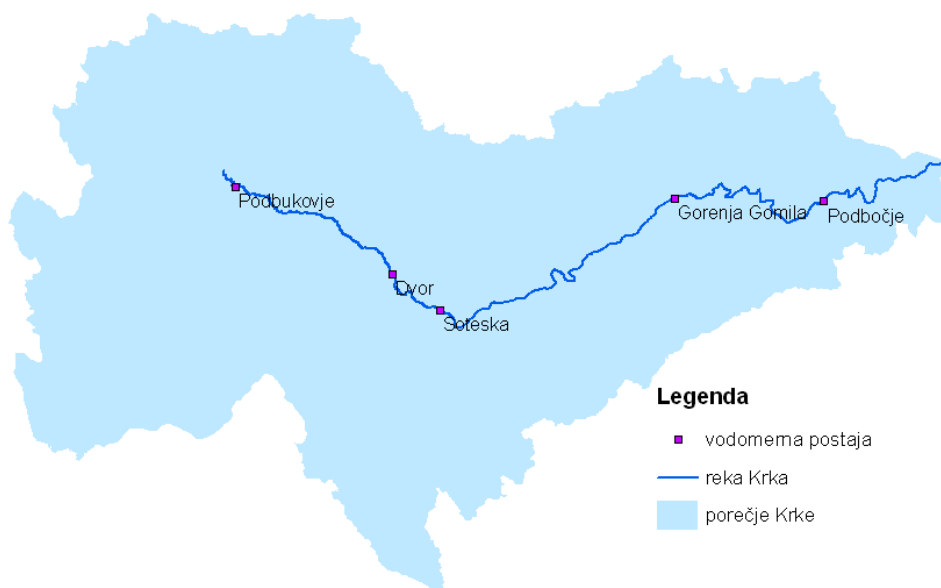 Podbukovje
Gorenja Gomila
Podbočje
Dvor
Soteska
Legenda
vodomerna postaja
reka Krka
porečje Krke